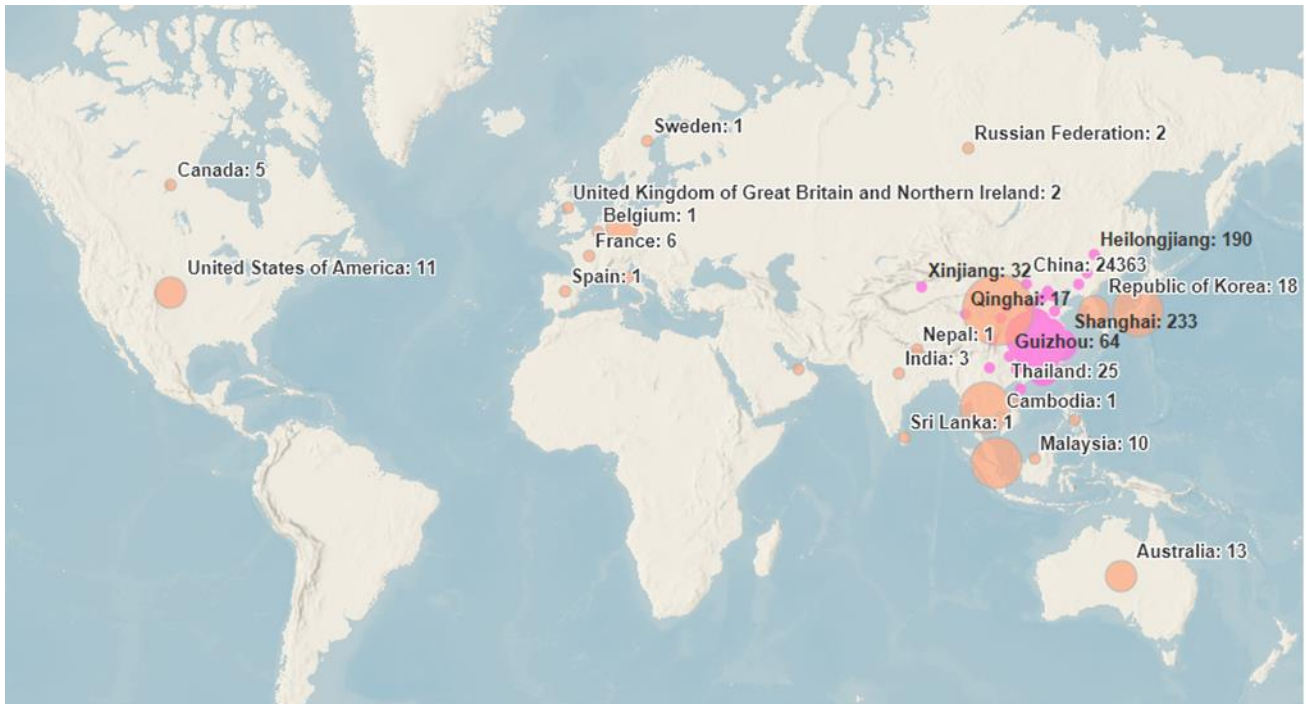 Sweden: 1
Russian Federation: 2
Canada: 5
United Kingdom of Great Britain and Northern Ireland: 2
Belgium: 1
France: 6
Heilongjiang: 190
China: 24363
Xinjiang: 32
United States of America: 11
Spain: 1
Republic of Korea: 18
Qinghai: 17
Shanghai: 233
Nepal: 1
Guizhou: 64
India: 3
Thailand: 25
Cambodia: 1
Sri Lanka: 1
Malaysia: 10
Australia: 13